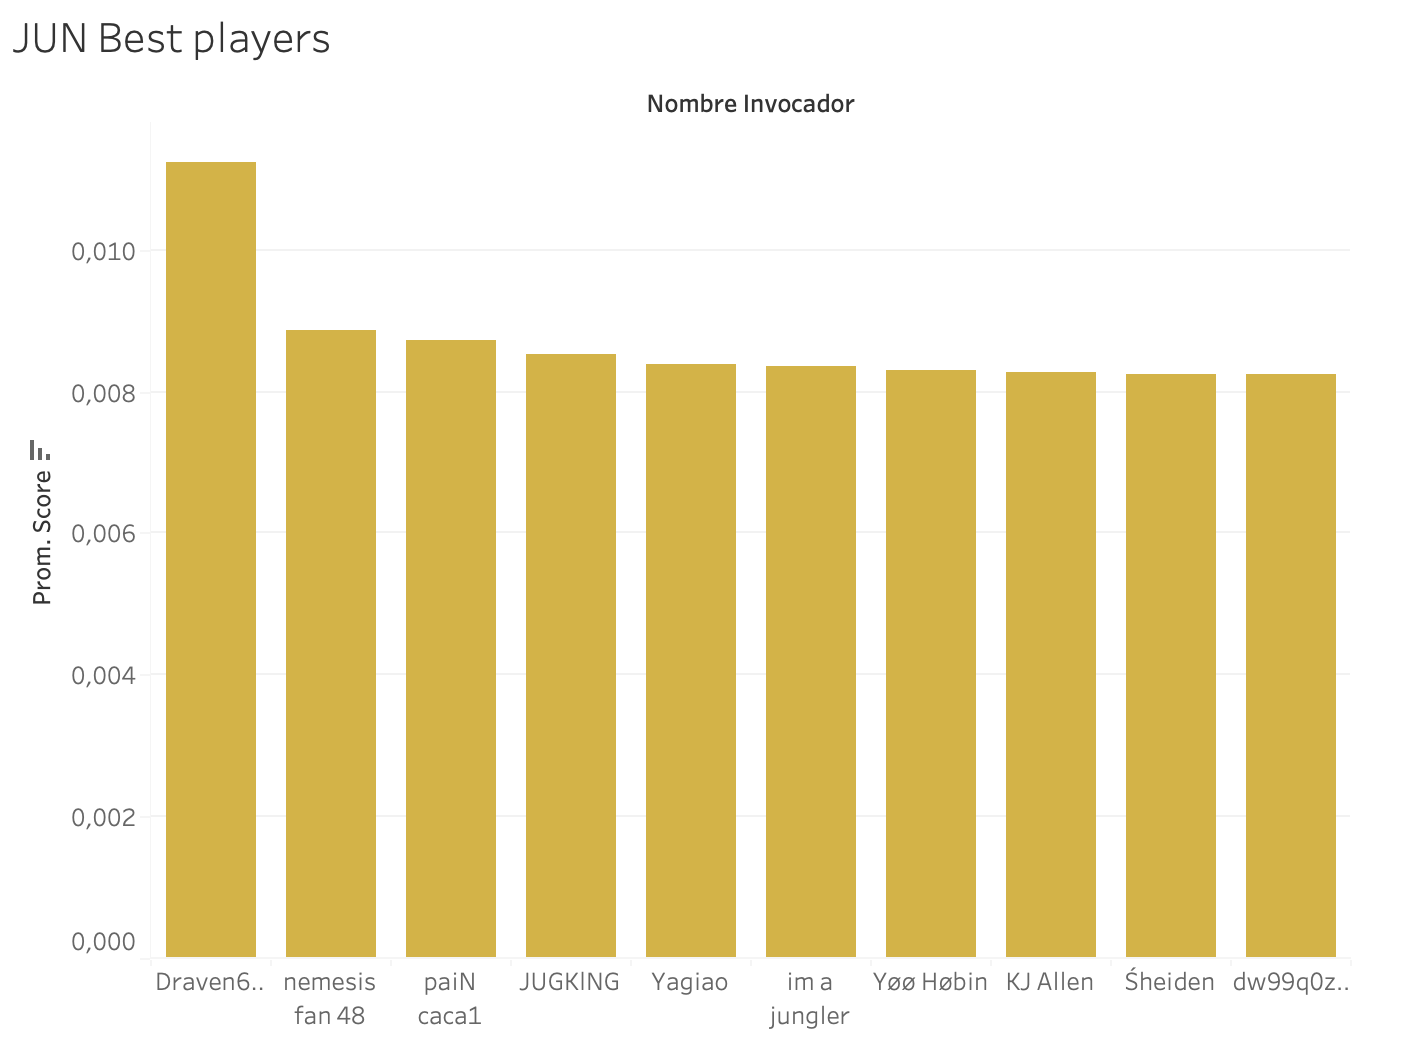 JUN Best players
Nombre Invocador
Prom. Score
0,010
0,008
0,006
0,004
0,002
0,000
Draven6..
nemesis
fan 48
paiN
caca1
JUGKING
Yagiao
im a
jungler
Yøø Høbin
KJ Allen
Śheiden
dw99q0z..